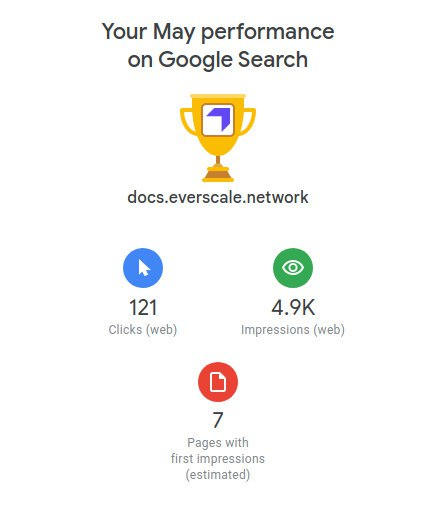 Your May performance
on Google Search
docs.everscale.network
121
Clicks (web)
4.9K
Impressions (web)
7
Pages with
first impressions
(estimated)